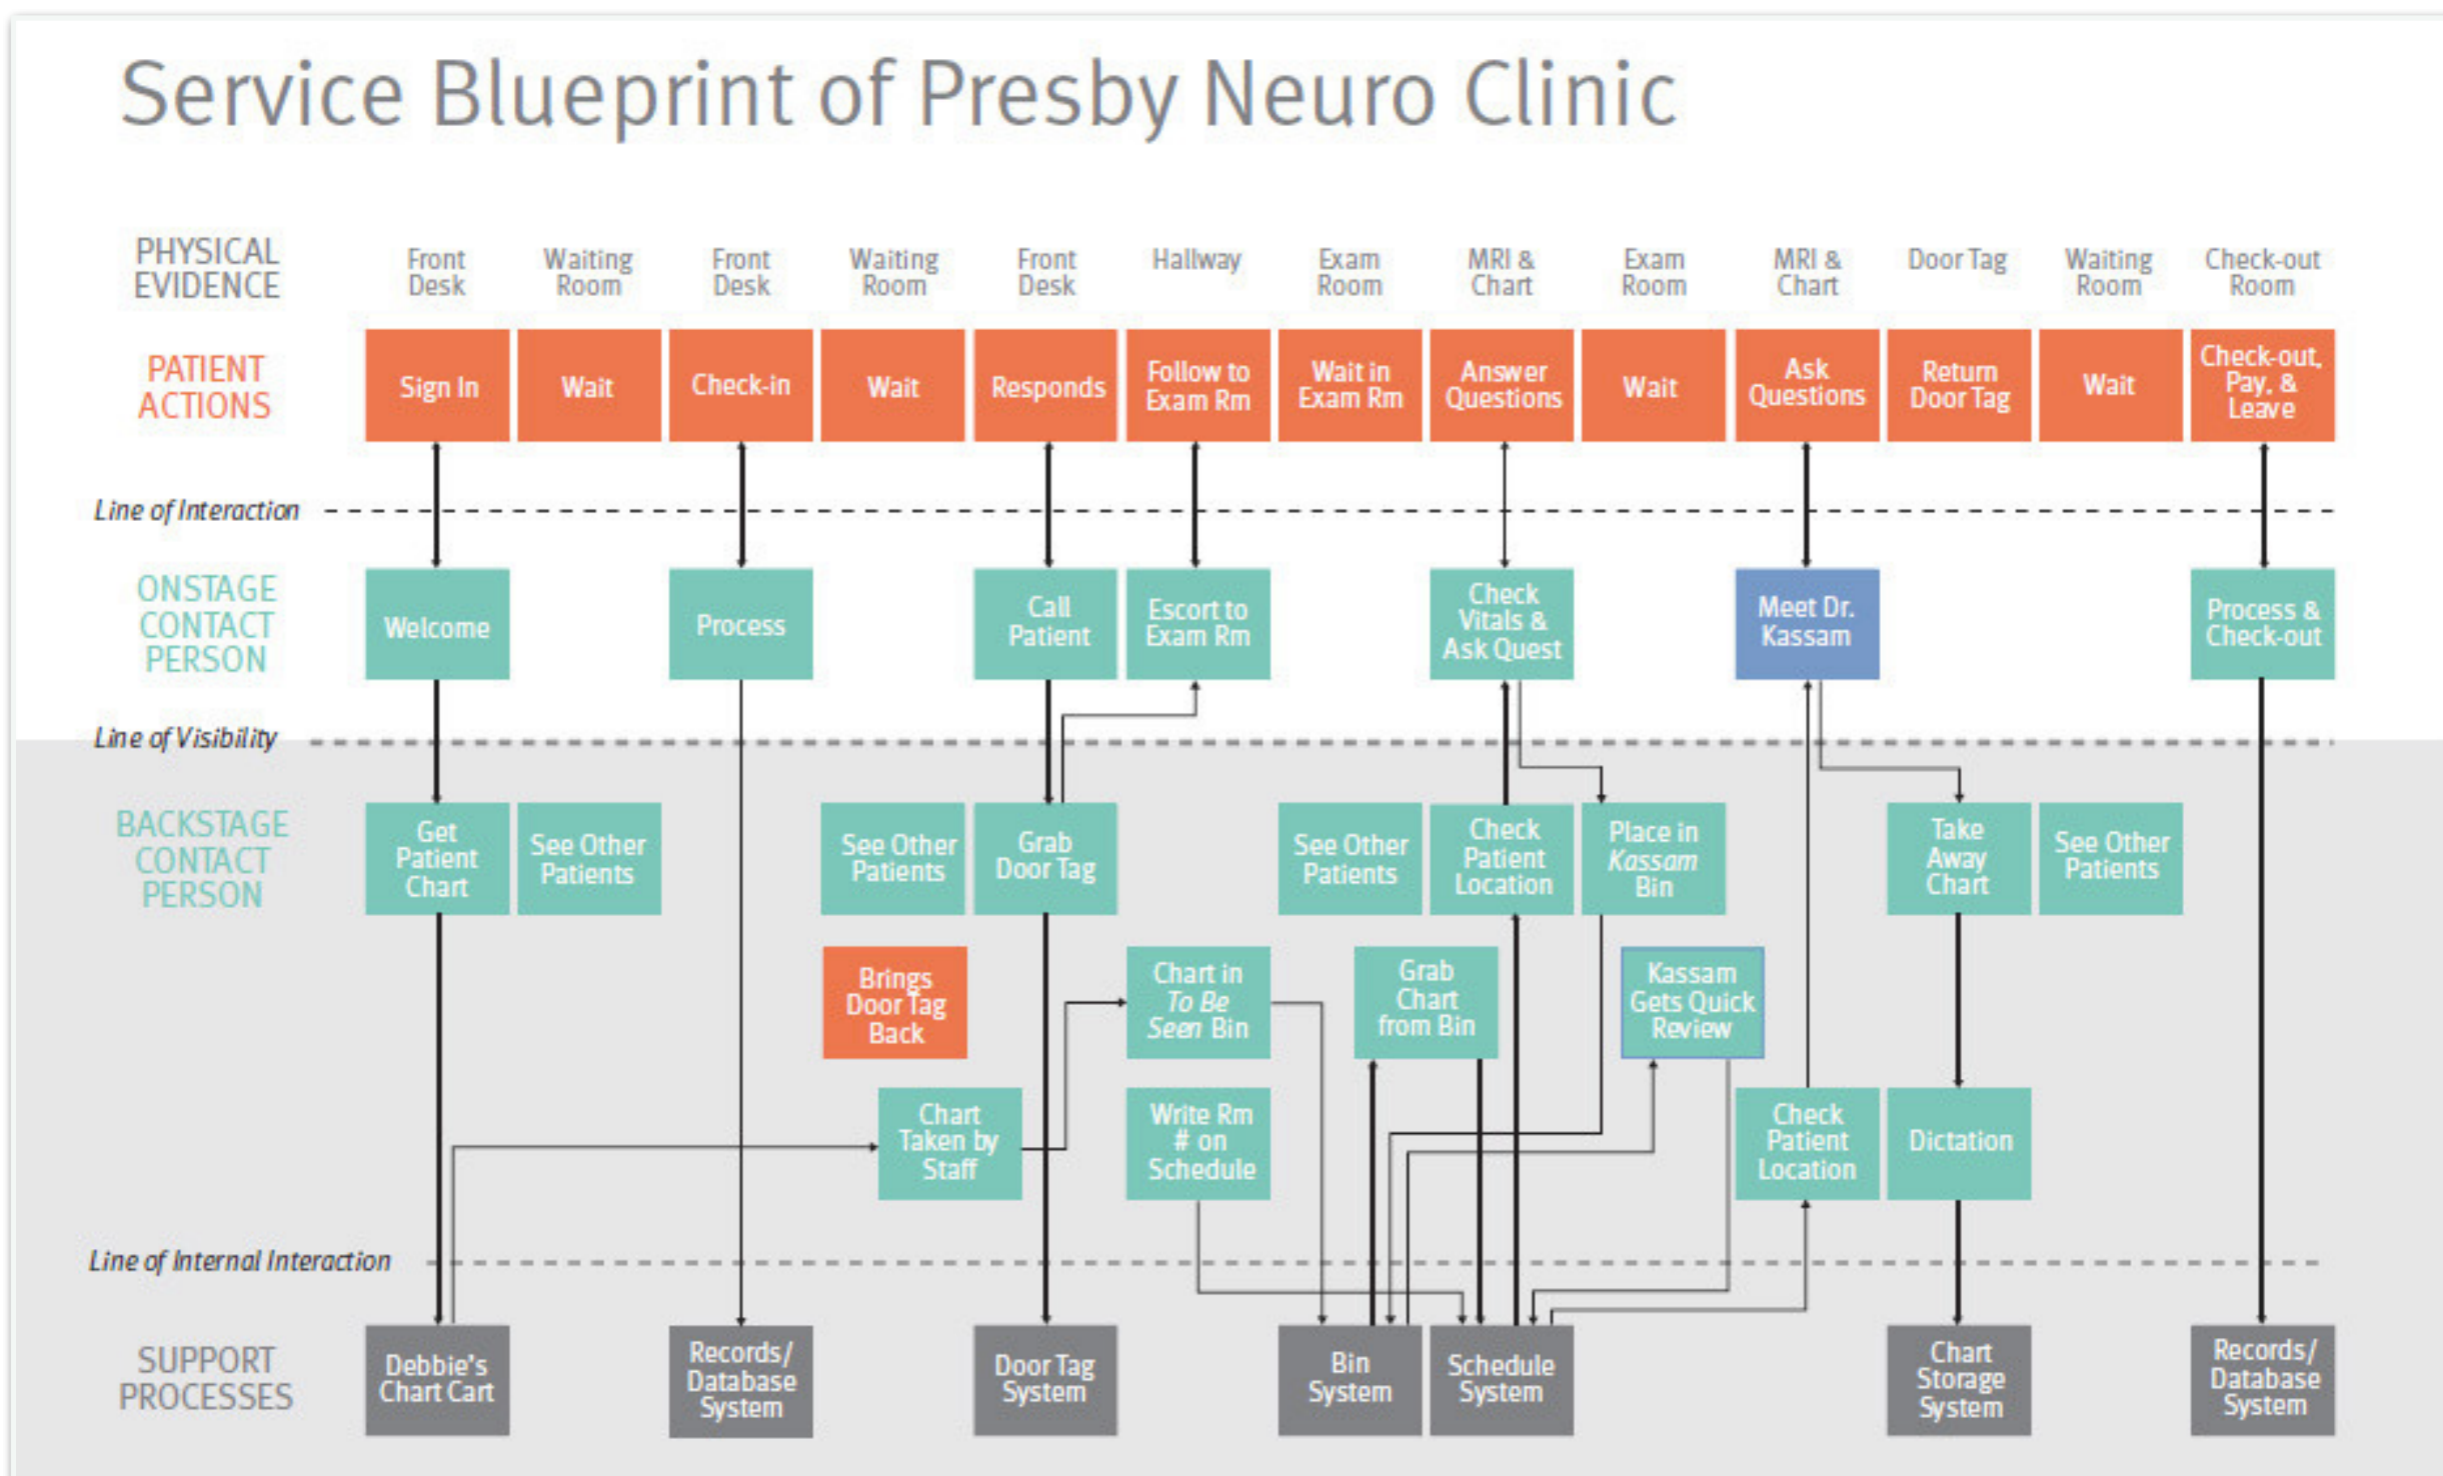 Service Blueprint of Presby Neuro Clinic
PHYSICAL
EVIDENCE
Front
Desk
Waiting
Room
Front
Desk
Waiting
Room
Front
Desk
Hallway
Exam
Room
MRI &
Chart
Exam
Room
MRI &
Chart
Door Tag
Waiting
Room
Check-out
Room
PATIENT
ACTIONS
Sign In
Wait
Check-in
Wait
Responds
Follow to
Exam Rm
Wait in
Exam Rm
Answer
Questions
Wait
Ask
Questions
Return
Door Tag
Wait
Check-out,
Pay, &
Leave
Line of Interaction
ONSTAGE
CONTACT
PERSON
Welcome
Process
Call
Patient
Escort to
Exam Rm
Check
Vitals &
Ask Quest
Meet Dr.
Kassam
Process &
Check-out
Line of Visibility
BACKSTAGE
CONTACT
PERSON
Get
Patient
Chart
See Other
Patients
See Other
Patients
Grab
Door Tag
See Other
Patients
Check
Patient
Location
Place in
Kassam
Bin
Take
Away
Chart
See Other
Patients
Brings
Door Tag
Back
Chart in
To Be
Seen Bin
Grab
Chart
from Bin
Kassam
Gets Quick
Review
Chart
Taken by
Staff
Write Rm
# on
Schedule
Check
Patient
Location
Dictation
Line of Internal Interaction
SUPPORT
PROCESSES
Debbie's
Chart Cart
Records/
Database
System
Door Tag
System
Bin
System
Schedule
System
Chart
Storage
System
Records/
Database
System